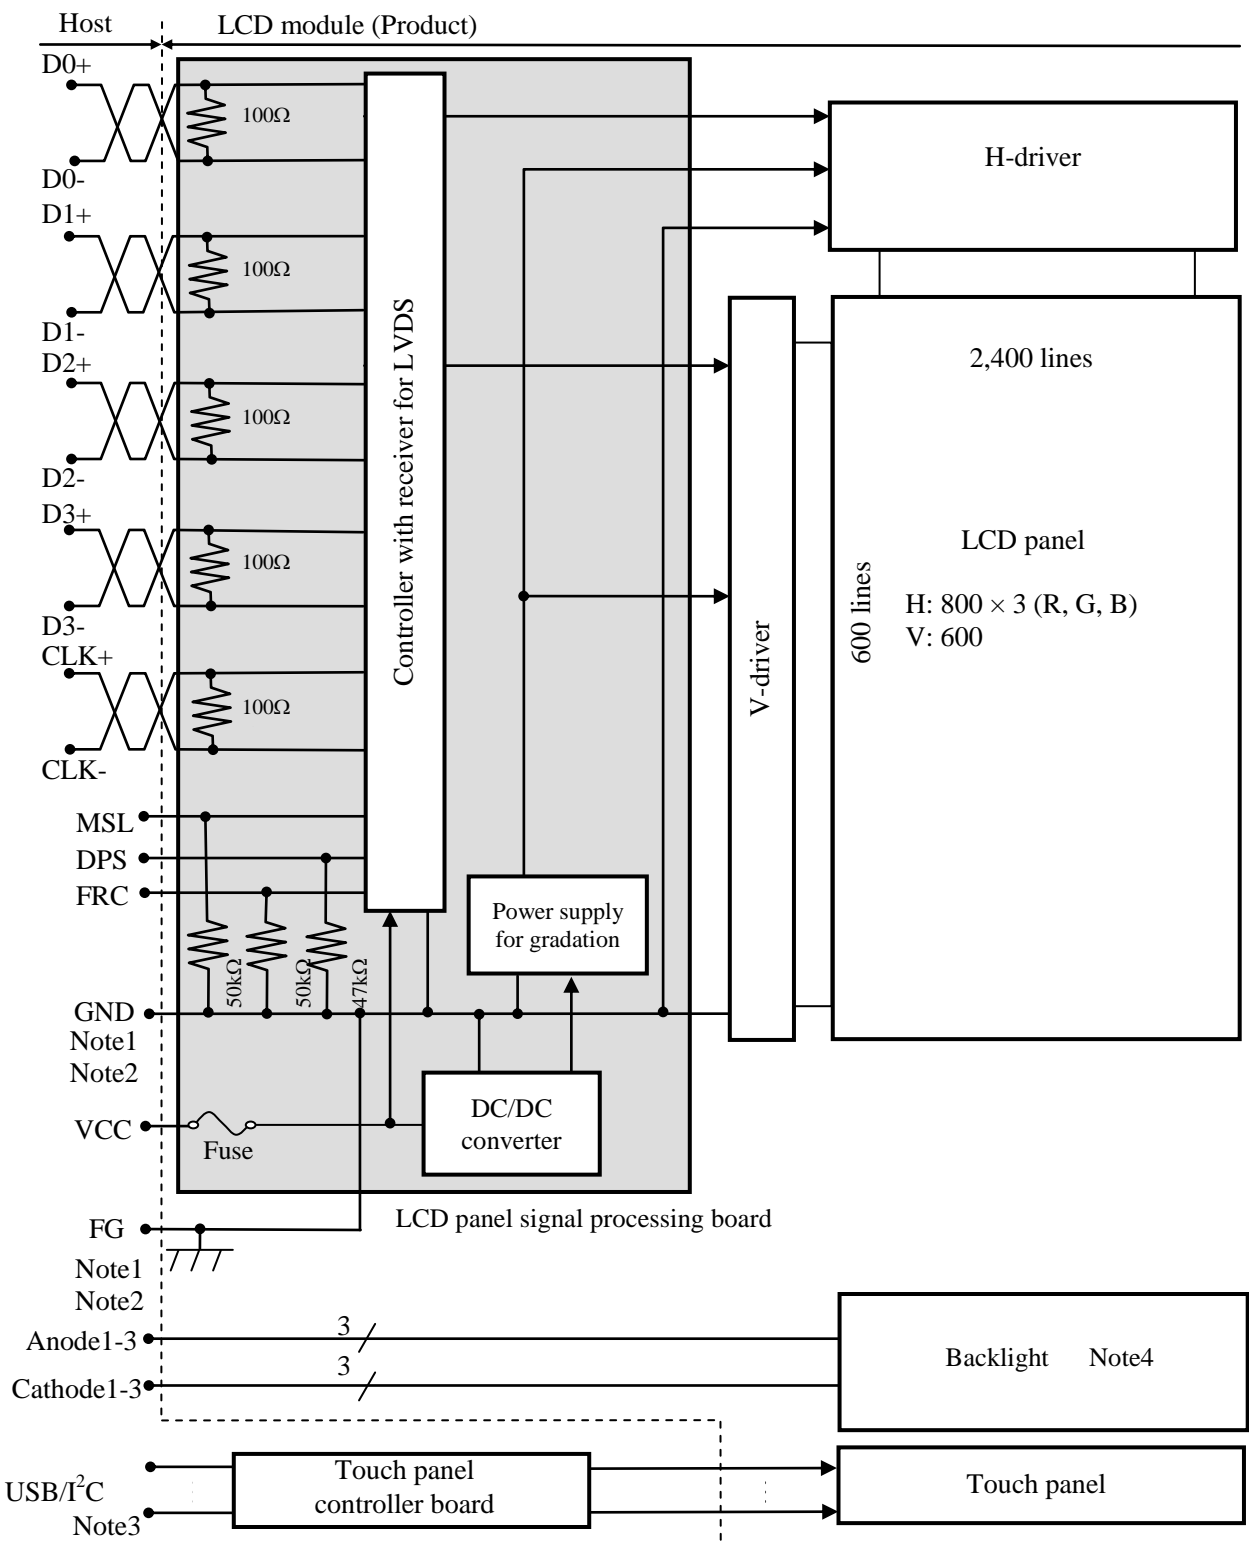 Host
LCD module (Product)
D0+
100Ω
D0-
H-driver
D1+
100Ω
D1-
D2+
100Ω
D2-
D3+
100Ω
D3-
CLK+
100Ω
CLK-
Controller with receiver for LVDS
2,400 lines
600 lines
LCD panel
H: 800 × 3 (R, G, B)
V: 600
V-driver
MSL
DPS
FRC
Power supply
for gradation
50kΩ
50kΩ
47kΩ
GND
Note1
Note2
VCC
Fuse
DC/DC
converter
LCD panel signal processing board
FG
Note1
Note2
Anode1-3
3
Cathode1-3
3
Backlight Note4
USB/I²C
Note3
Touch panel
controller board
Touch panel